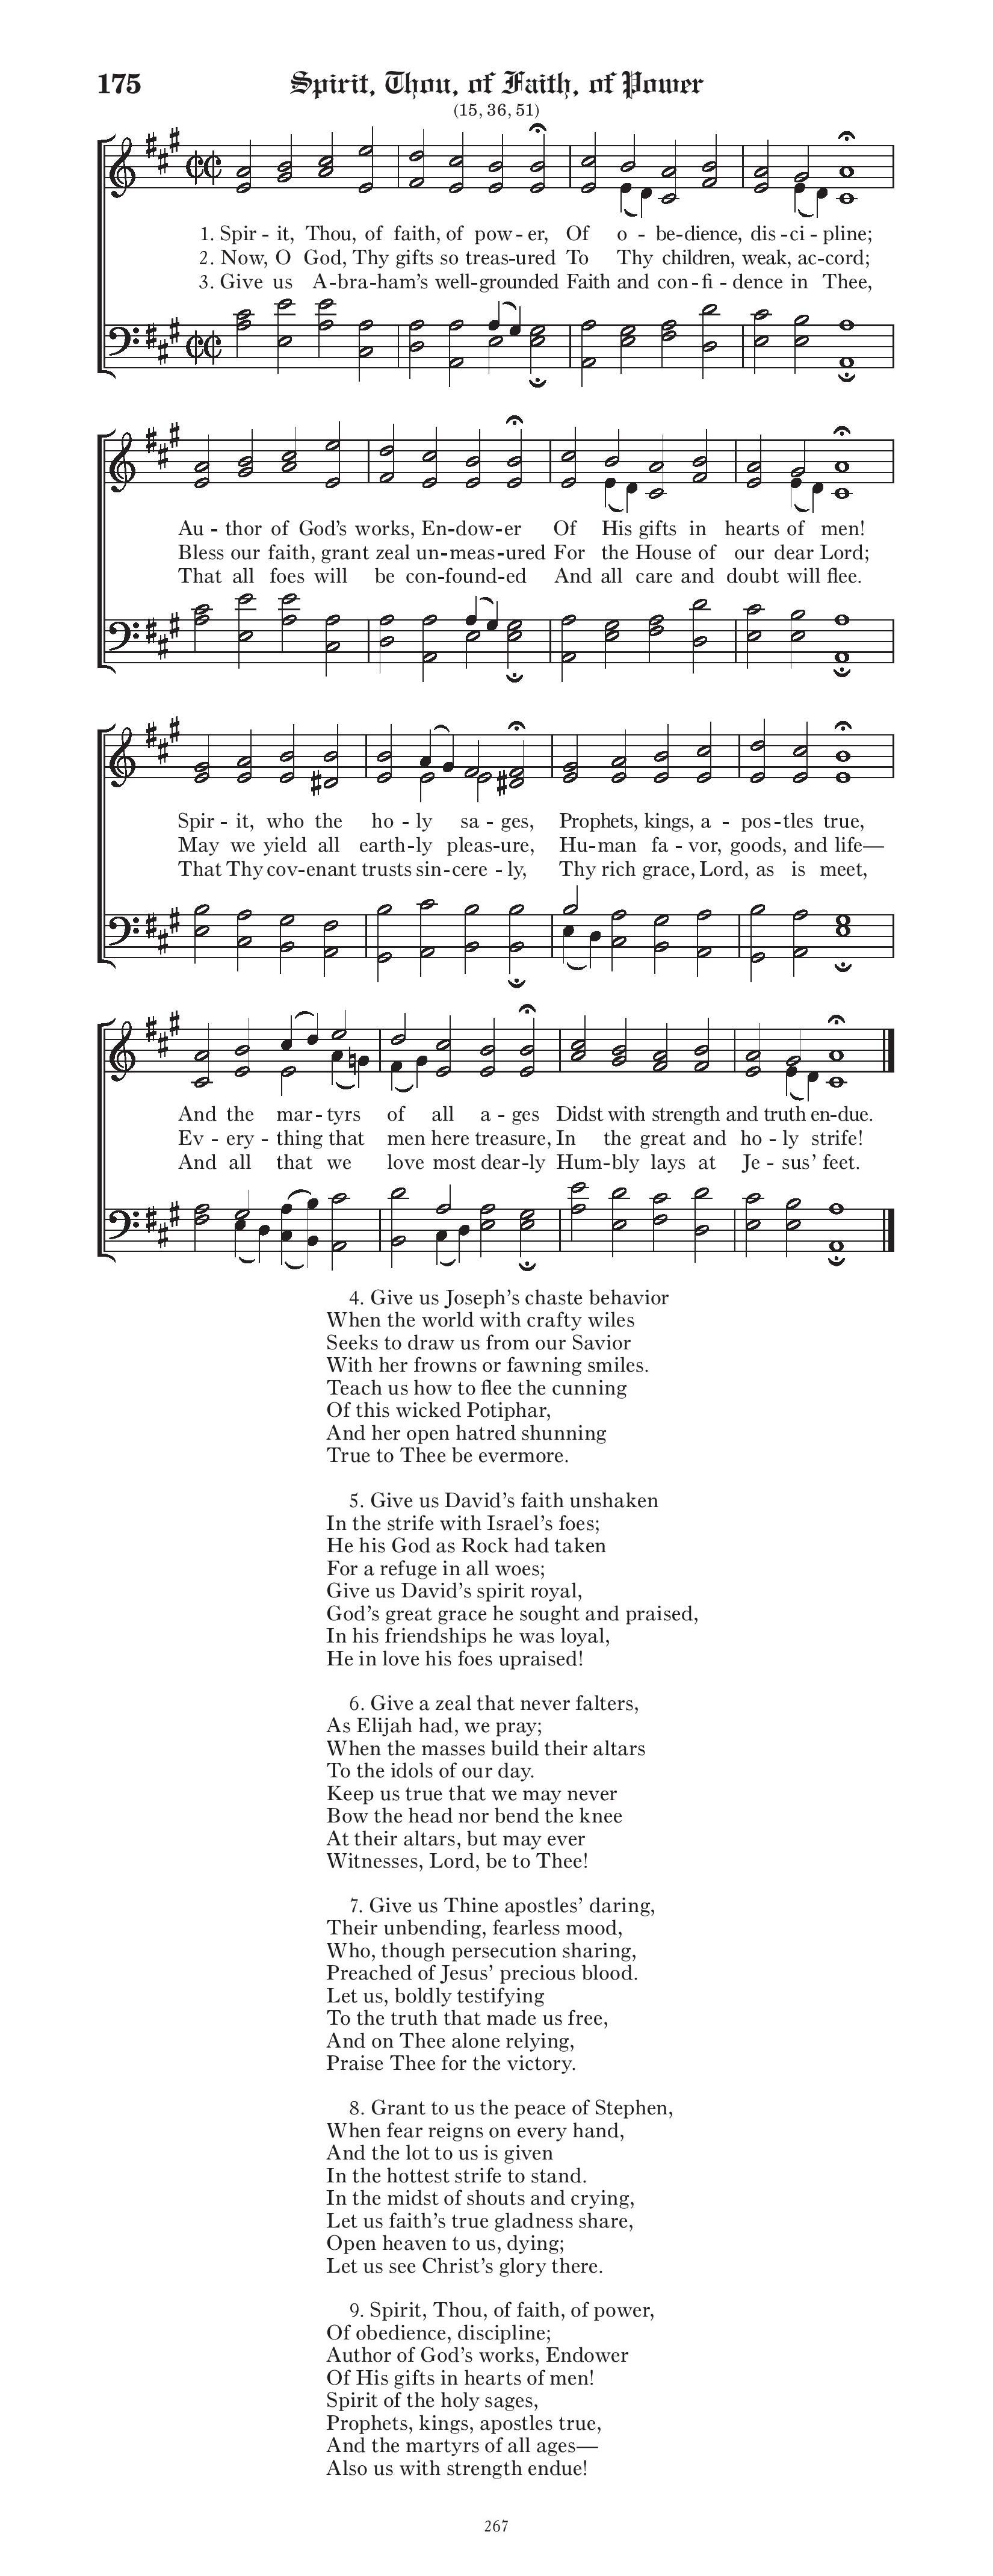 175
Spirit, Thou, of Faith, of Power
(15, 36, 51)
1. Spir - it, Thou, of faith, of pow - er, Of o - be-dience, dis - ci - pline;
2. Now, O God, Thy gifts so treas-ured To Thy children, weak, ac-cord;
3. Give us A-bra-ham’s well-grounded Faith and con - fi - dence in Thee,
Au - thor of God’s works, En-dow-er Of His gifts in hearts of men!
Bless our faith, grant zeal un-meas-ured For the House of our dear Lord;
That all foes will be con-found-ed And all care and doubt will flee.
Spir - it, who the ho - ly sa - ges, Prophets, kings, a - pos - tles true,
May we yield all earth-ly pleas-ure, Hu-man fa - vor, goods, and life—
That Thy cov-enant trusts sin-cere - ly, Thy rich grace, Lord, as is meet,
And the mar - tyrs of all a - ges Didst with strength and truth en-due.
Ev - ery - thing that men here treasure, In the great and ho - ly strife!
And all that we love most dear-ly Hum-bly lays at Je - sus’ feet.
4. Give us Joseph’s chaste behavior
When the world with crafty wiles
Seeks to draw us from our Savior
With her frowns or fawning smiles.
Teach us how to flee the cunning
Of this wicked Potiphar,
And her open hatred shunning
True to Thee be evermore.
5. Give us David’s faith unshaken
In the strife with Israel’s foes;
He his God as Rock had taken
For a refuge in all woes;
Give us David’s spirit royal,
God’s great grace he sought and praised,
In his friendships he was loyal,
He in love his foes upraised!
6. Give a zeal that never falters,
As Elijah had, we pray;
When the masses build their altars
To the idols of our day.
Keep us true that we may never
Bow the head nor bend the knee
At their altars, but may ever
Witnesses, Lord, be to Thee!
7. Give us Thine apostles’ daring,
Their unbending, fearless mood,
Who, though persecution sharing,
Preached of Jesus’ precious blood.
Let us, boldly testifying
To the truth that made us free,
And on Thee alone relying,
Praise Thee for the victory.
8. Grant to us the peace of Stephen,
When fear reigns on every hand,
And the lot to us is given
In the hottest strife to stand.
In the midst of shouts and crying,
Let us faith’s true gladness share,
Open heaven to us, dying;
Let us see Christ’s glory there.
9. Spirit, Thou, of faith, of power,
Of obedience, discipline;
Author of God’s works, Endower
Of His gifts in hearts of men!
Spirit of the holy sages,
Prophets, kings, apostles true,
And the martyrs of all ages—
Also us with strength endue!
267